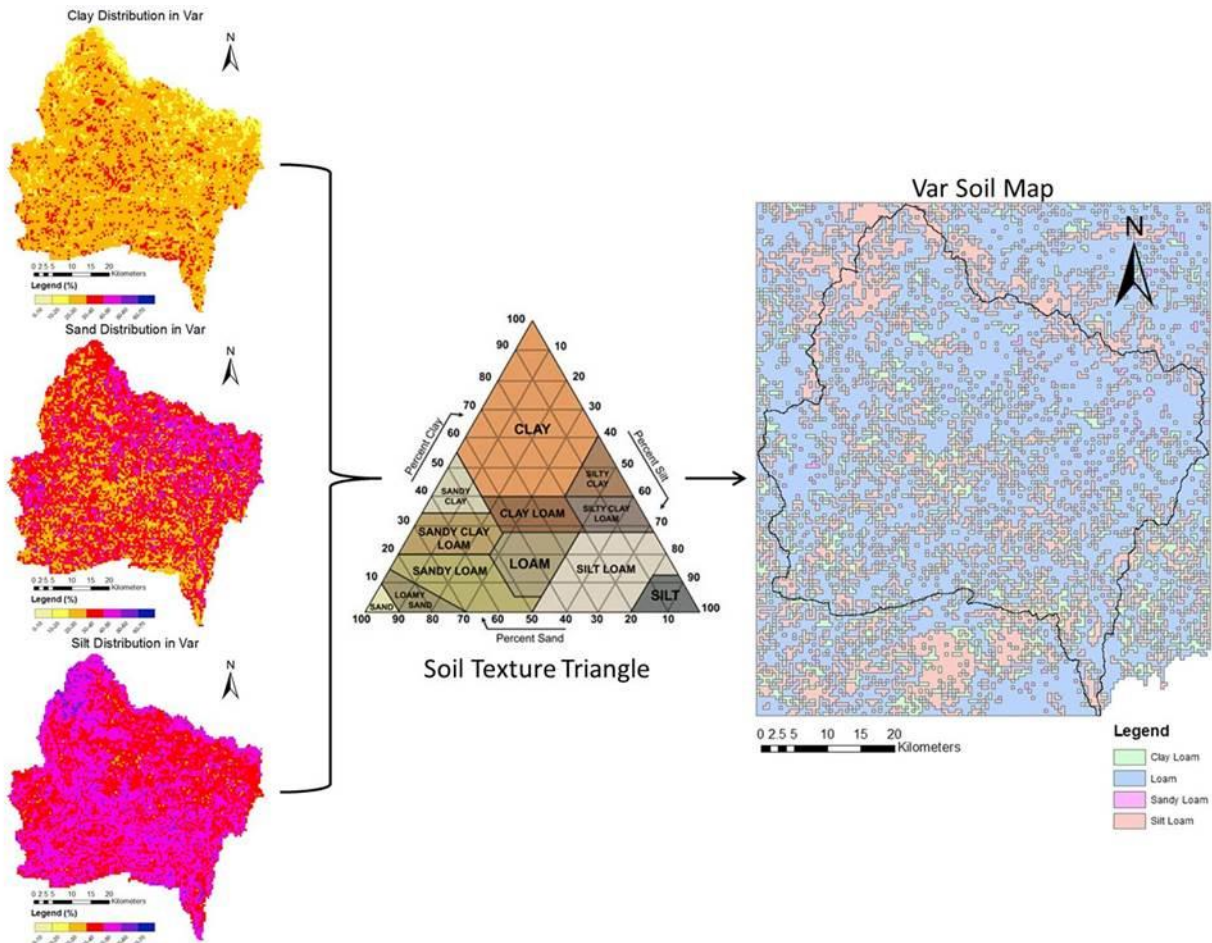 Clay Distribution in Var
N
0 2.5 5 10 15 20
Kilometers
Legend (%)
Sand Distribution in Var
N
0 2.5 5 10 15 20
Kilometers
Legend (%)
Silt Distribution in Var
N
0 2.5 5 10 15 20
Kilometers
Legend (%)
100
90 10
80 20
70 30
60 40
50 50
40 60
30 70
20 80
10 90
100 100
Percent Clay
Percent Silt
CLAY
SILTY
CLAY
SANDY
CLAY
CLAY LOAM
SILTY CLAY
LOAM
SANDY CLAY
LOAM
LOAM
SANDY LOAM
SILT LOAM
LOAMY
SAND
SAND
SILT
90 80 70 60 50 40 30 20 10
Percent Sand
Soil Texture Triangle
Var Soil Map
N
0 2.5 5 10 15 20
Kilometers
Legend
Clay Loam
Loam
Sandy Loam
Silt Loam